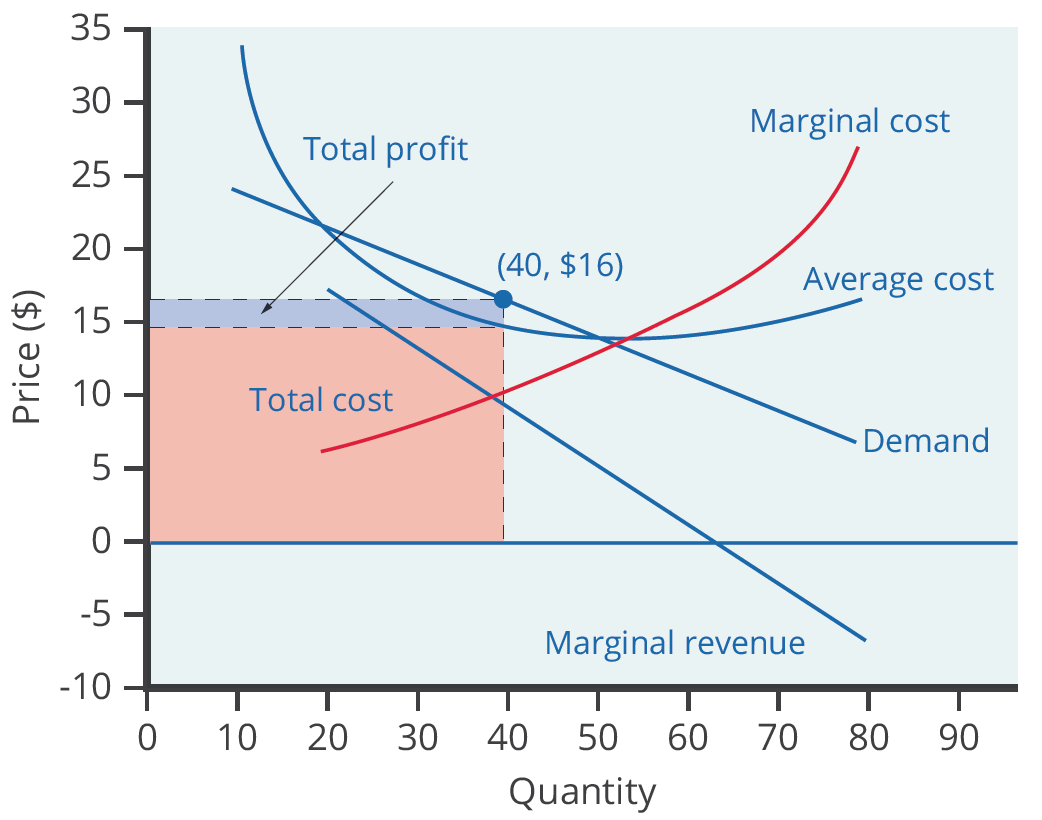 35
30
25
20
15
10
5
0
-5
-10
Price ($)
Marginal cost
Total profit
(40, $16)
Average cost
Total cost
Demand
Marginal revenue
0 10 20 30 40 50 60 70 80 90
Quantity